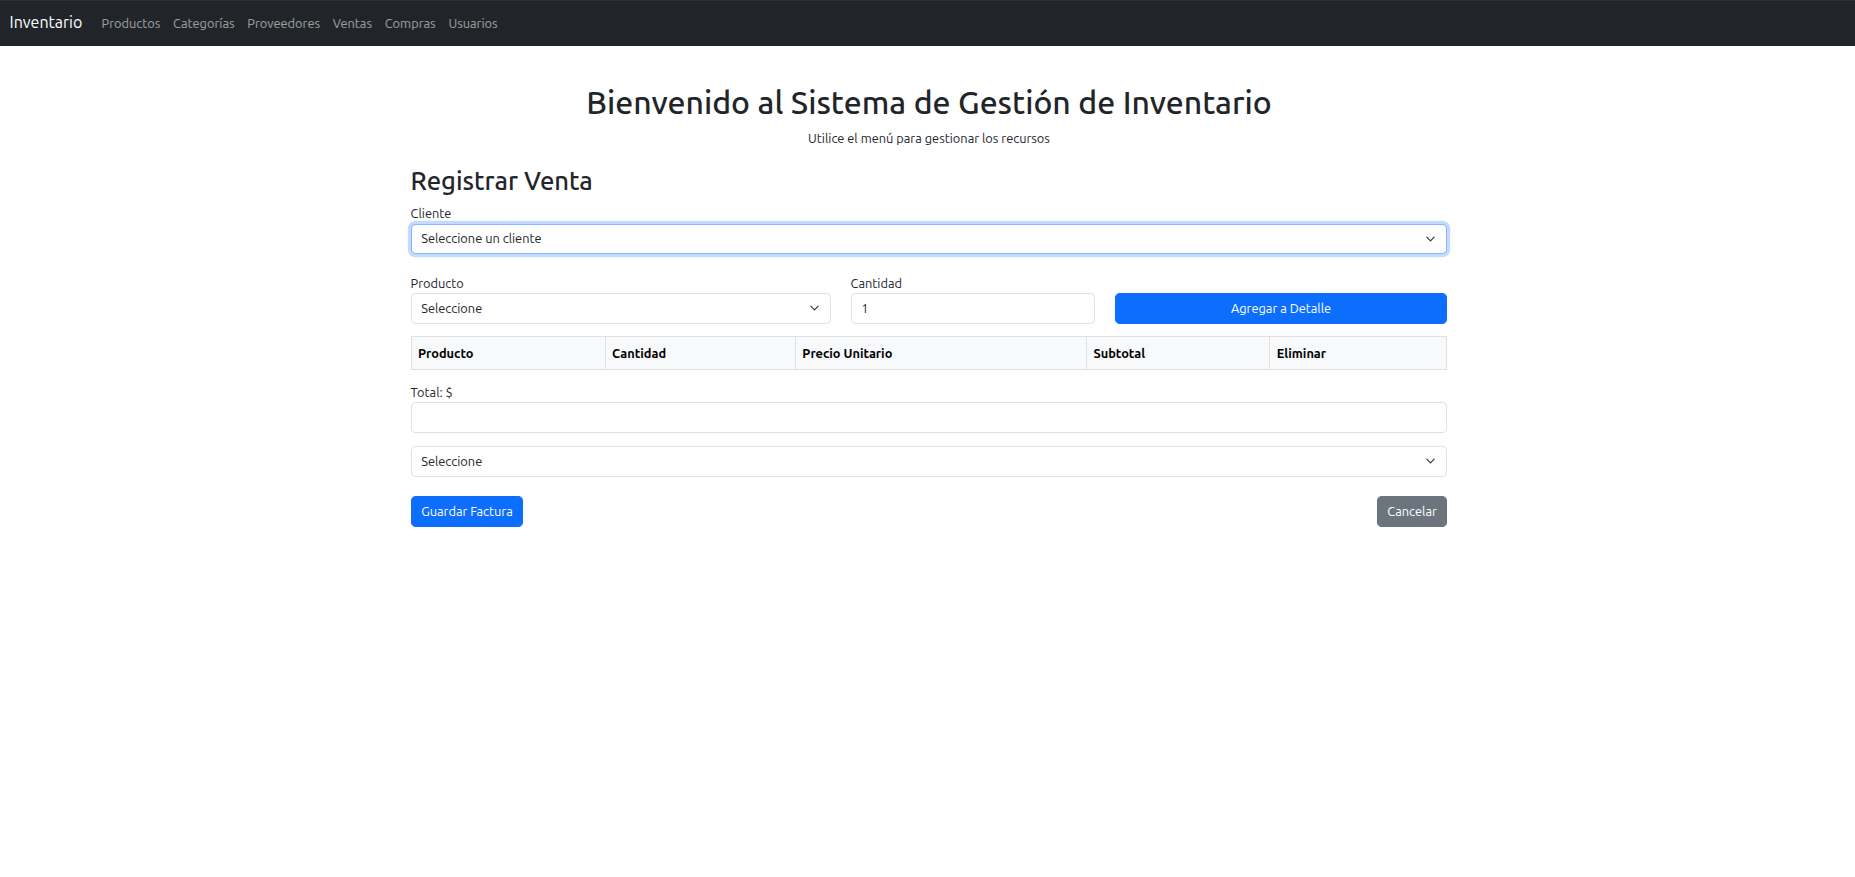 Inventario Productos Categorías Proveedores Ventas Compras Usuarios
Bienvenido al Sistema de Gestión de Inventario
Utilice el menú para gestionar los recursos
Registrar Venta
Cliente
Seleccione un cliente
Producto Cantidad
Seleccione 1 Agregar a Detalle
Producto Cantidad Precio Unitario Subtotal Eliminar
Total: $
Seleccione
Guardar Factura Cancelar